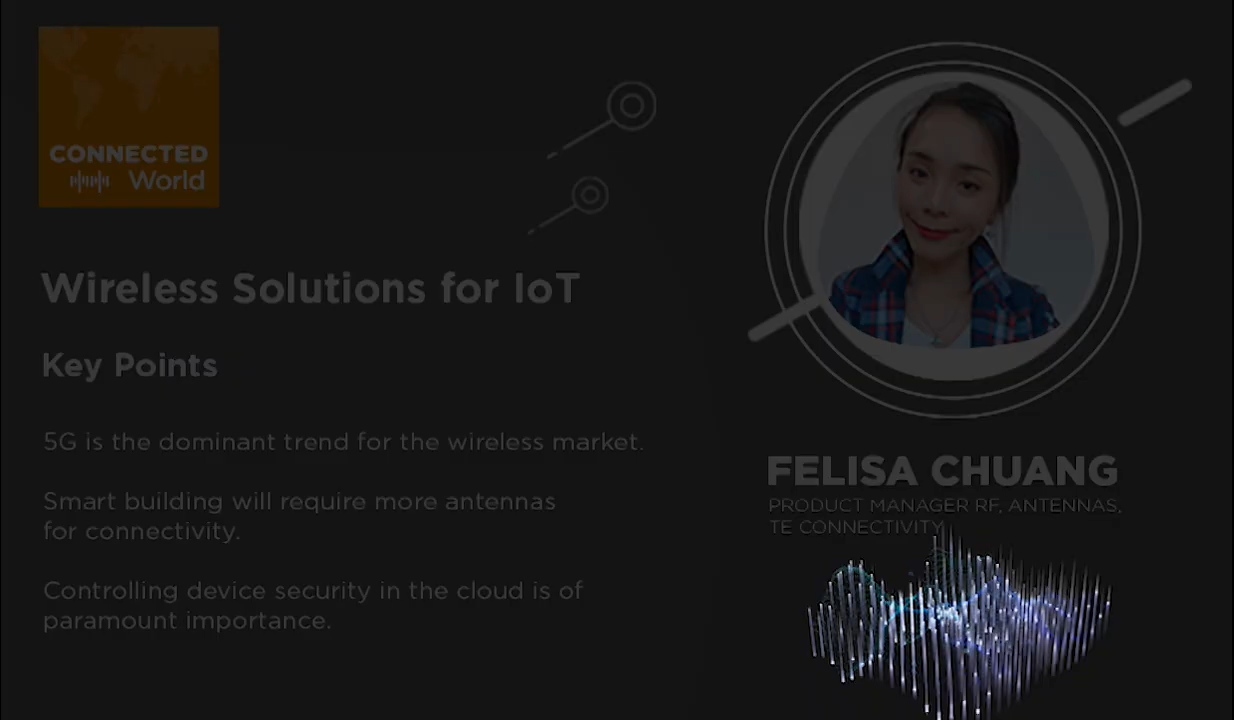 CONNECTED
World
Wireless Solutions for IoT
Key Points
5G is the dominant trend for the wireless market.
Smart building will require more antennas
for connectivity.
Controlling device security in the cloud is of
paramount importance.
FELISA CHUANG
PRODUCT MANAGER RF, ANTENNAS,
TE CONNECTIVITY